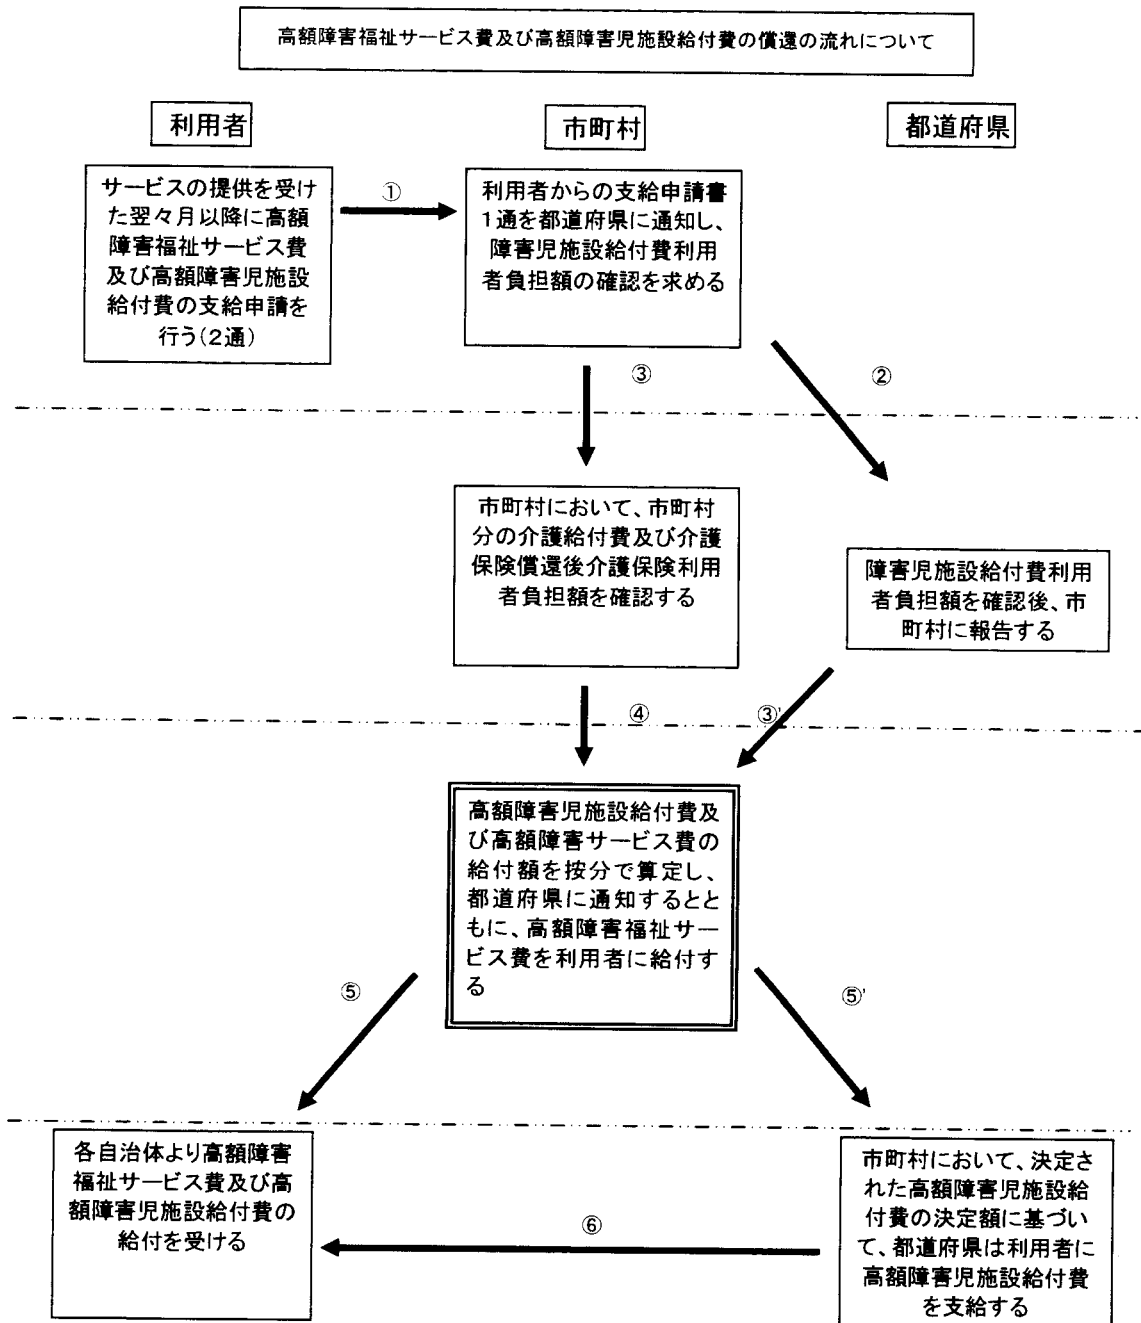 高額障害福祉サービス費及び高額障害児施設給付費の償還の流れについて
利用者
市町村
都道府県
サービスの提供を受け
た翌々月以降に高額
障害福祉サービス費
及び高額障害児施設
給付費の支給申請を
行う(2通)
①
利用者からの支給申請書
1通を都道府県に通知し、
障害児施設給付費利用
者負担額の確認を求める
③
②
市町村において、市町村
分の介護給付費及び介護
保険償還後介護保険利用
者負担額を確認する
障害児施設給付費利用
者負担額を確認後、市
町村に報告する
④
③'
高額障害児施設給付費及
び高額障害サービス費の
給付額を按分で算定し、
都道府県に通知するとと
もに、高額障害福祉サー
ビス費を利用者に給付す
る
⑤
⑤'
各自治体より高額障害
福祉サービス費及び高
額障害児施設給付費の
給付を受ける
⑥
市町村において、決定さ
れた高額障害児施設給
付費の決定額に基づい
て、都道府県は利用者に
高額障害児施設給付費
を支給する